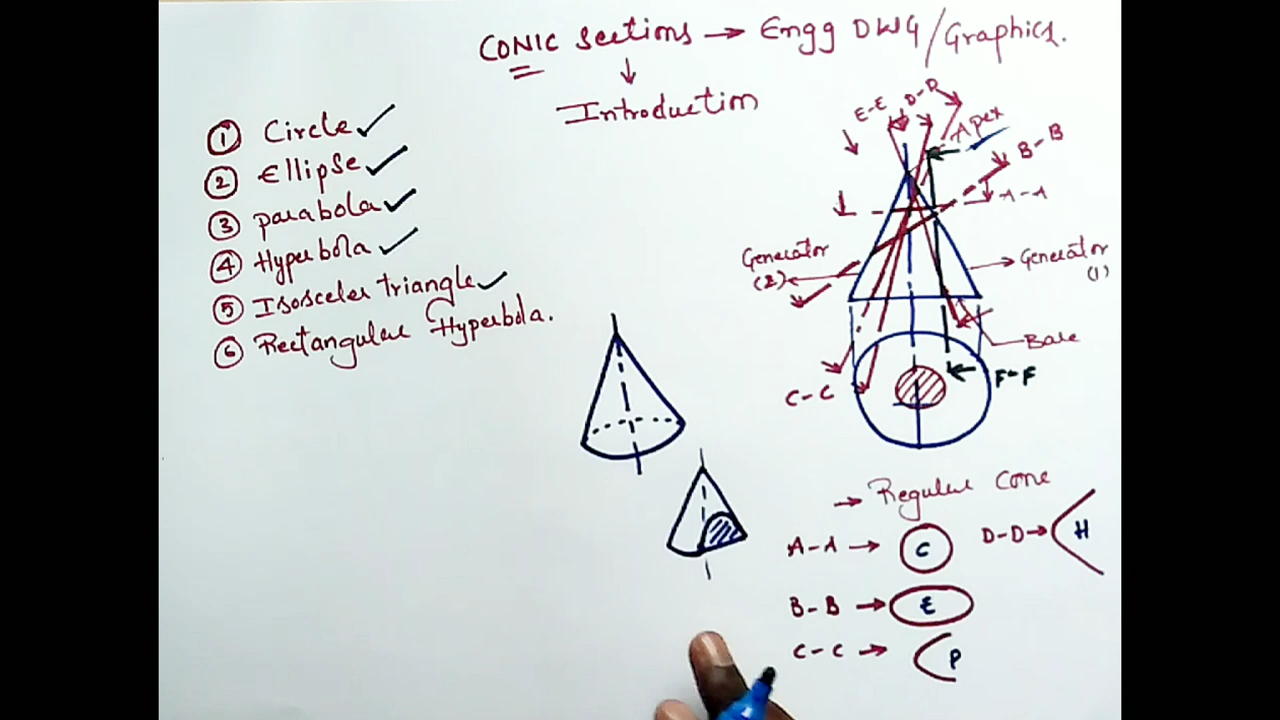 CONIC Sections → Engg DWG/Graphics.
↓
Introduction
① Circle ✓
② Ellipse ✓
③ parabola ✓
④ Hyperbola ✓
⑤ Isosceles triangle ✓
⑥ Rectangular Hyperbola.
E-E
D-D
Apex
B-B
A-A
Generator
(2)
Generator
(1)
Base
C-C
F-F
→ Regular Cone
A-A → C
D-D → H
B-B → E
C-C → P